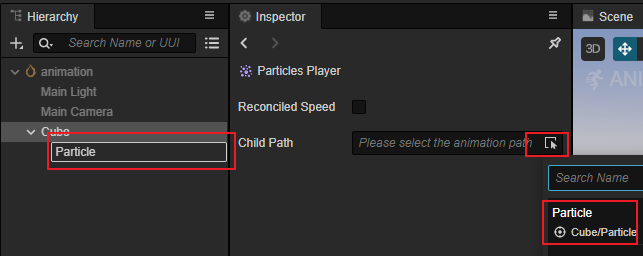 Hierarchy
Search Name or UUI
animation
Main Light
Main Camera
Cube
Particle
Inspector
Particles Player
Reconciled Speed
Child Path
Please select the animation path
Scene
3D
ANI
Search Name
Particle
Cube/Particle